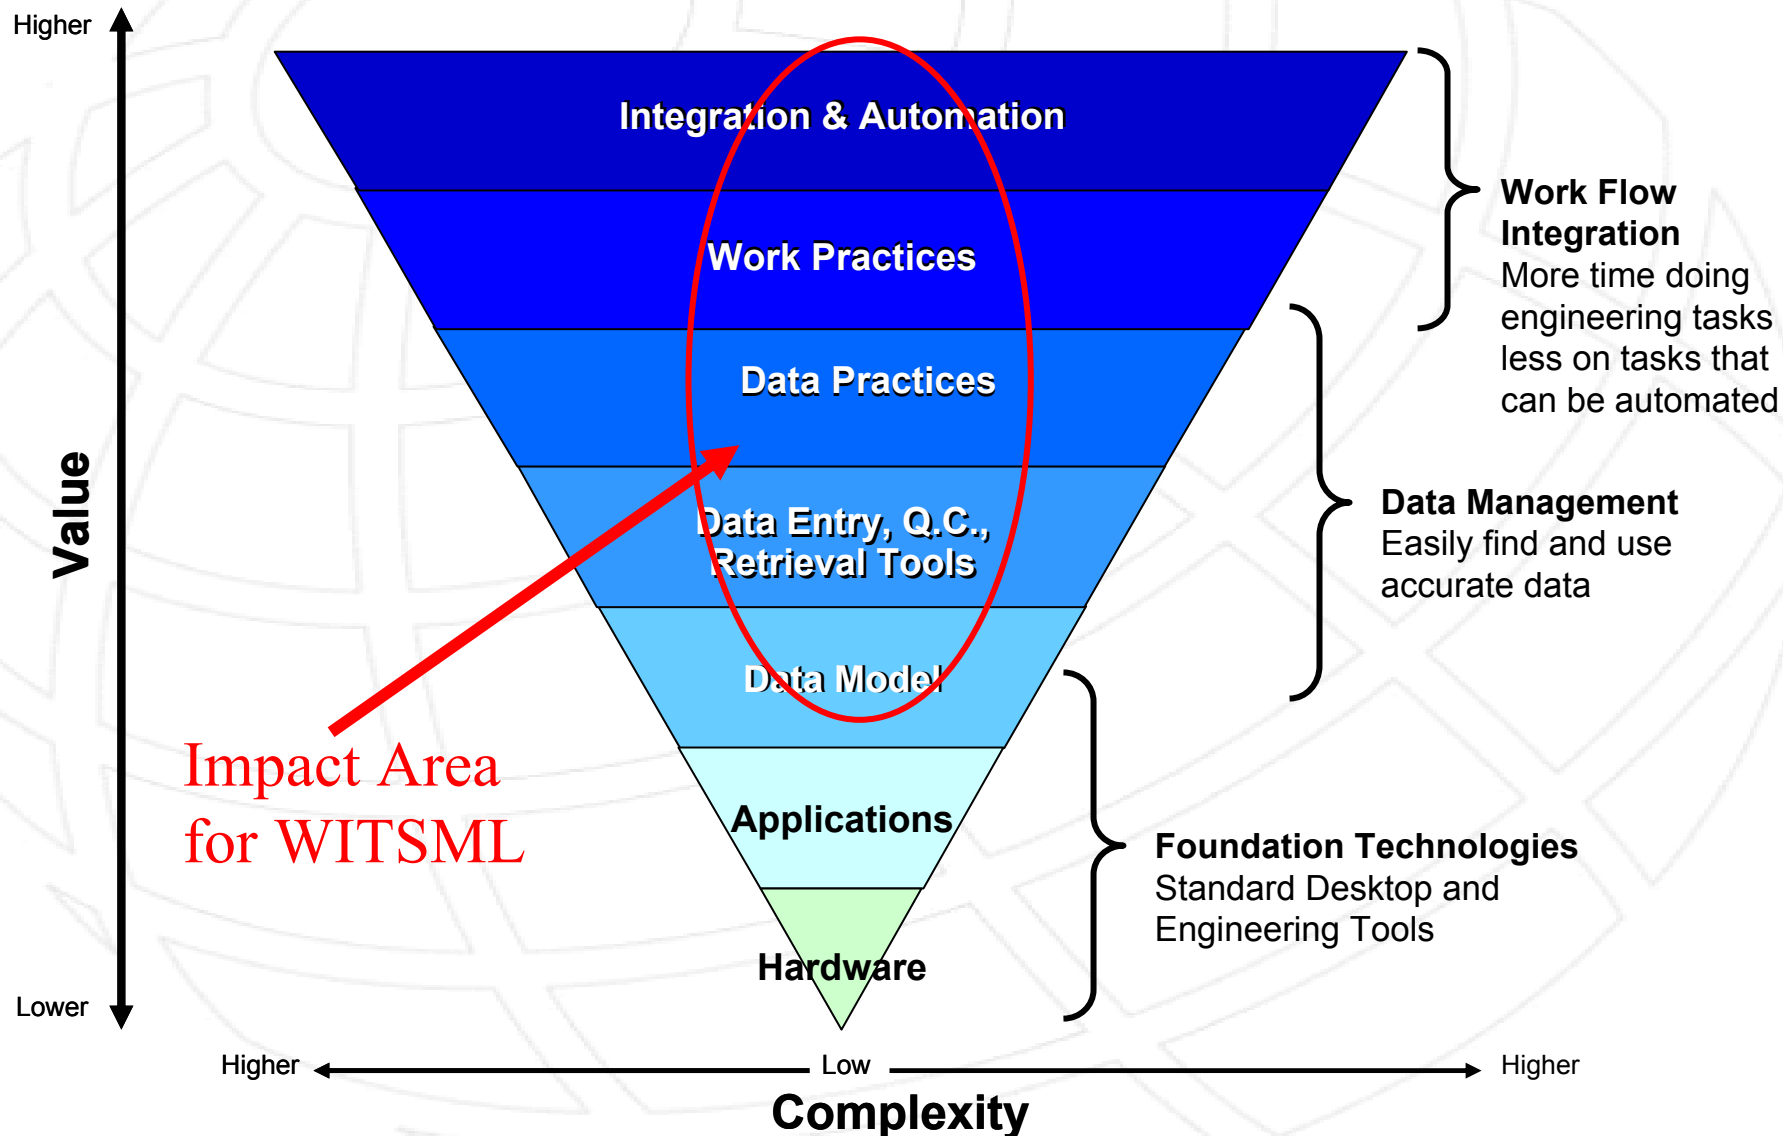 Higher
Integration & Automation
Work Practices
Data Practices
Data Entry, Q.C.,
Retrieval Tools
Data Model
Applications
Hardware
Work Flow
Integration
More time doing
engineering tasks
less on tasks that
can be automated
Data Management
Easily find and use
accurate data
Foundation Technologies
Standard Desktop and
Engineering Tools
Value
Impact Area
for WITSML
Lower
Higher
Low
Higher
Complexity